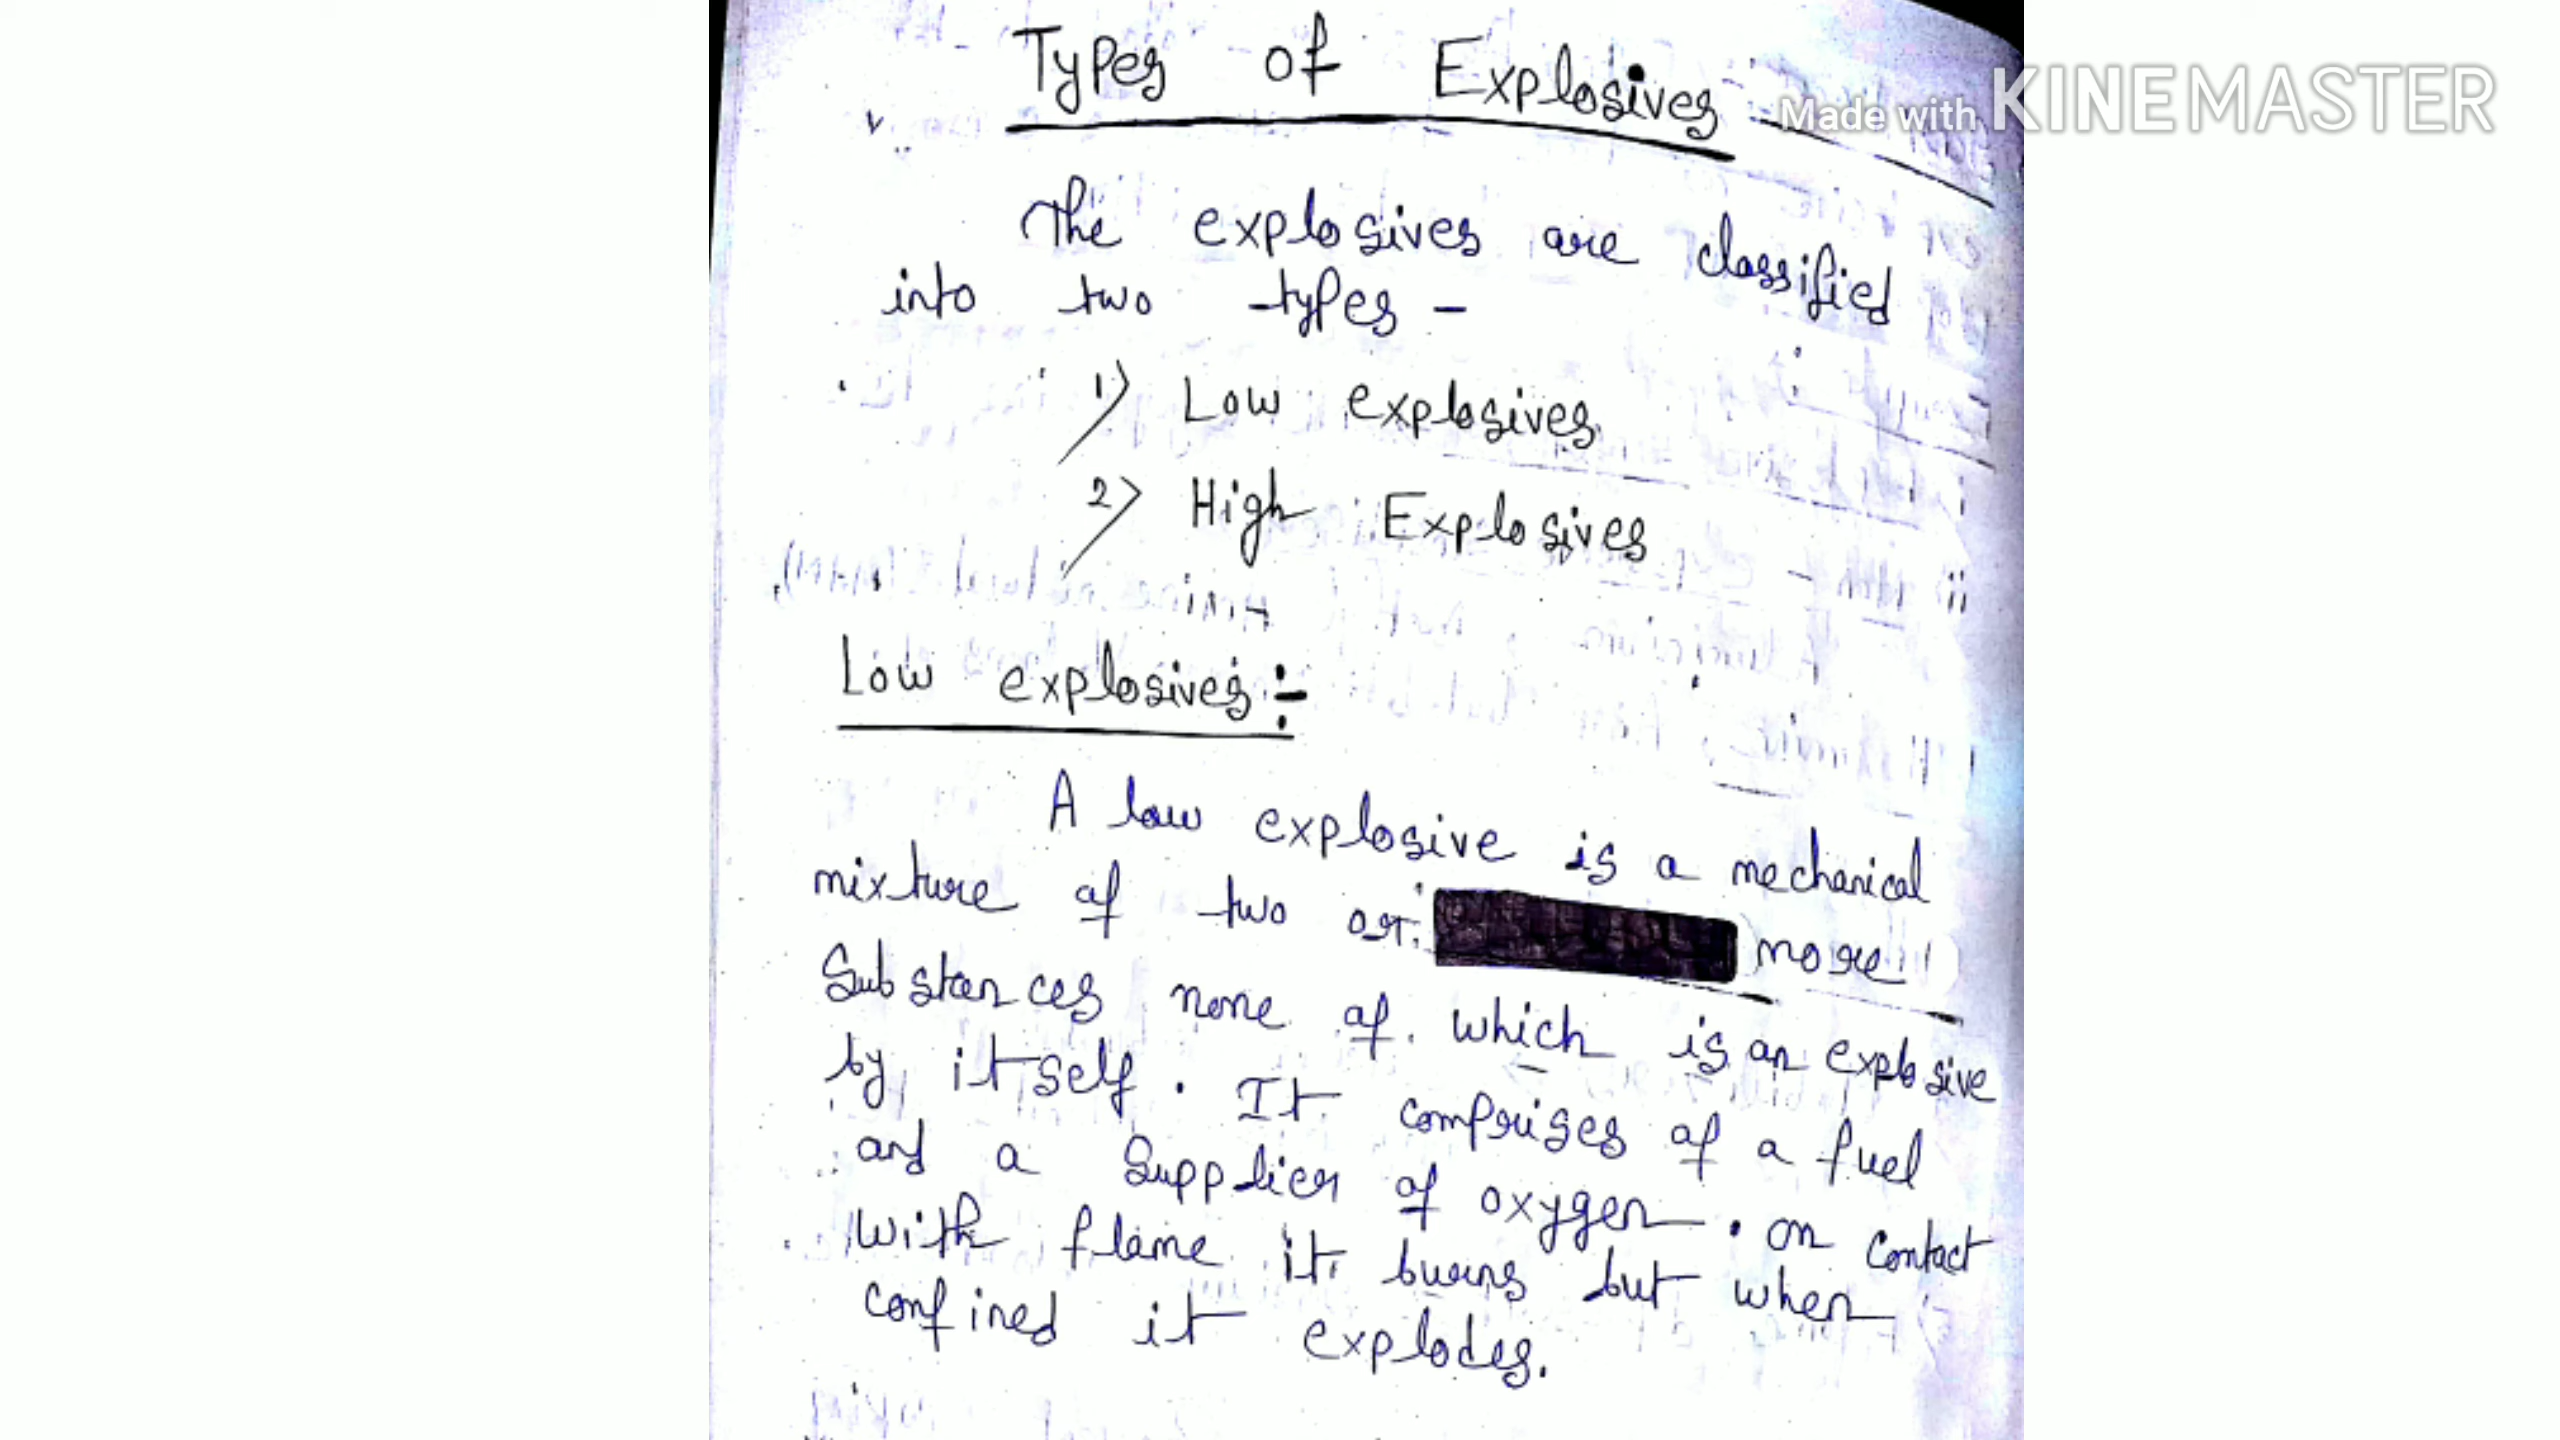 Types of Explosives
Made with KINEMASTER
The explosives are classified
into two types -
1) Low explosives
2) High Explosives
Low explosives :-
A low explosive is a mechanical
mixture of two or more
Substances none of which is an explosive
by itself. It comprises of a fuel
and a Supplier of oxygen. on contact
with flame it burns but when
confined it explodes.